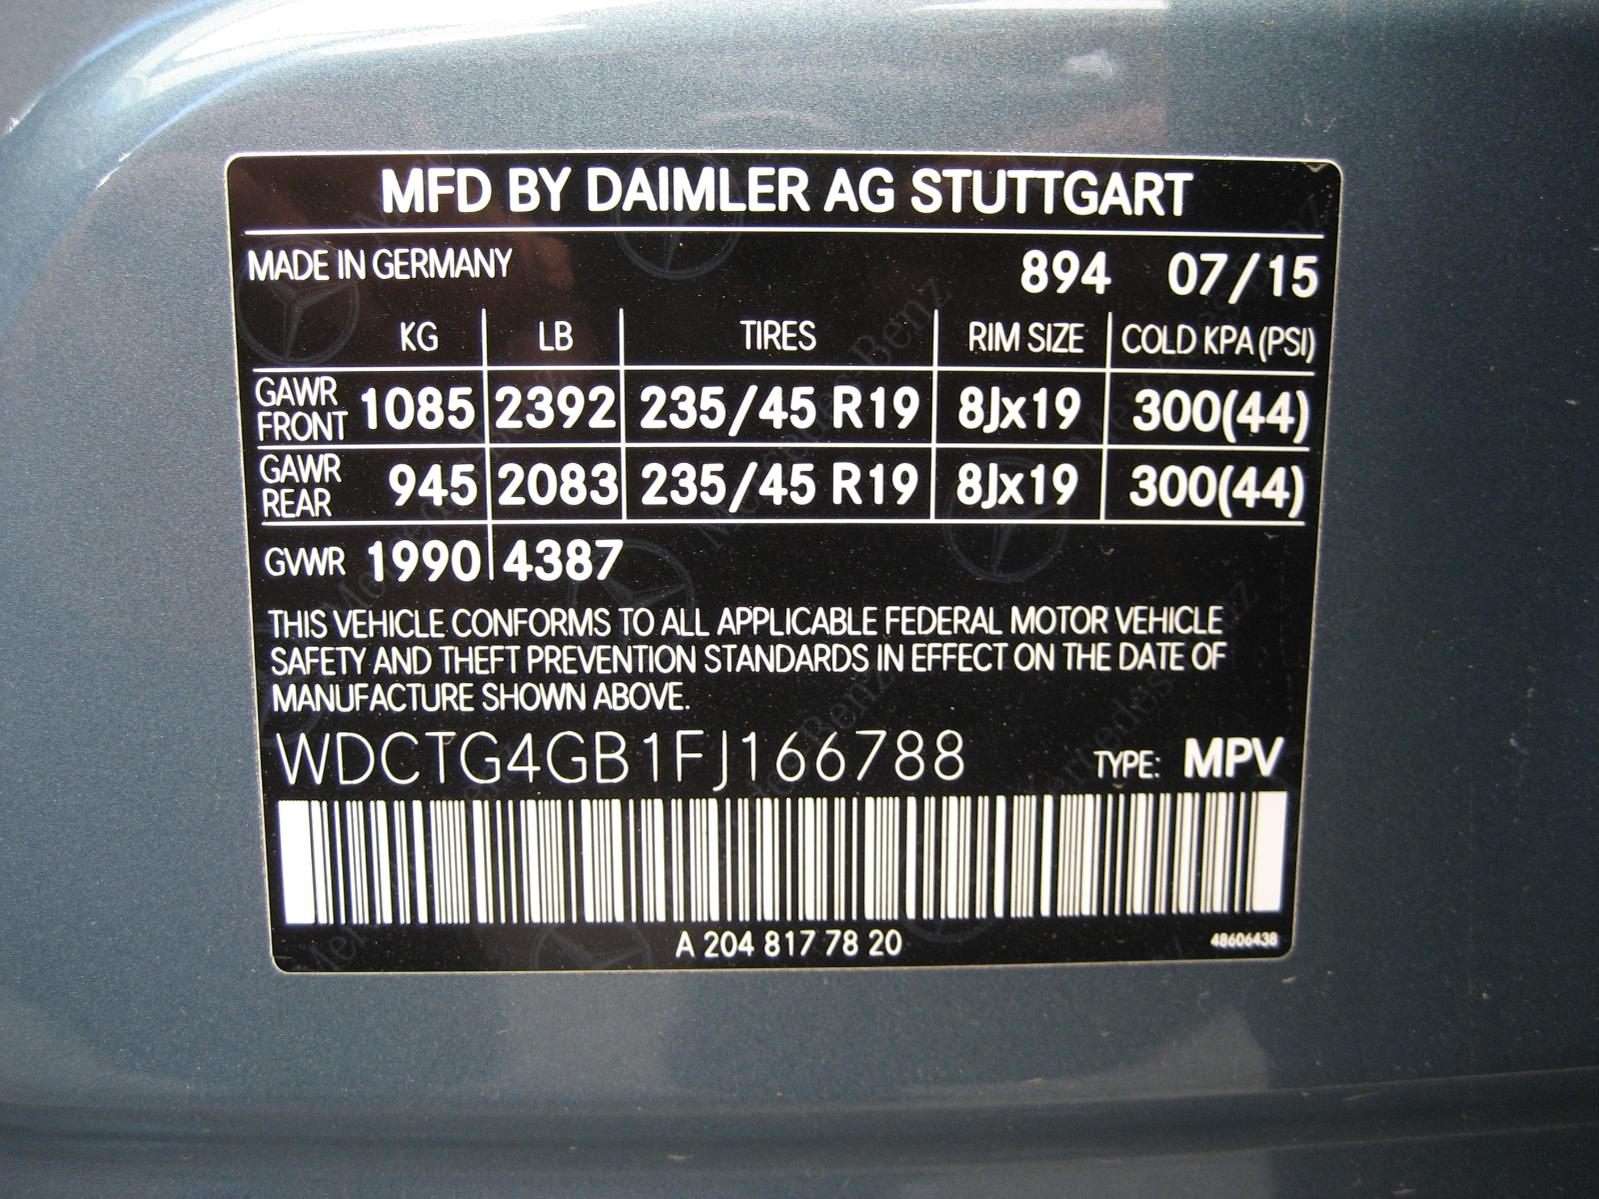 MFD BY DAIMLER AG STUTTGART
MADE IN GERMANY 894 07/15
KG LB TIRES RIM SIZE COLD KPA (PSI)
GAWR FRONT 1085 2392 235/45 R19 8Jx19 300(44)
GAWR REAR 945 2083 235/45 R19 8Jx19 300(44)
GVWR 1990 4387
THIS VEHICLE CONFORMS TO ALL APPLICABLE FEDERAL MOTOR VEHICLE
SAFETY AND THEFT PREVENTION STANDARDS IN EFFECT ON THE DATE OF
MANUFACTURE SHOWN ABOVE.
WDCTG4GB1FJ166788 TYPE: MPV
A 204 817 78 20 48606438